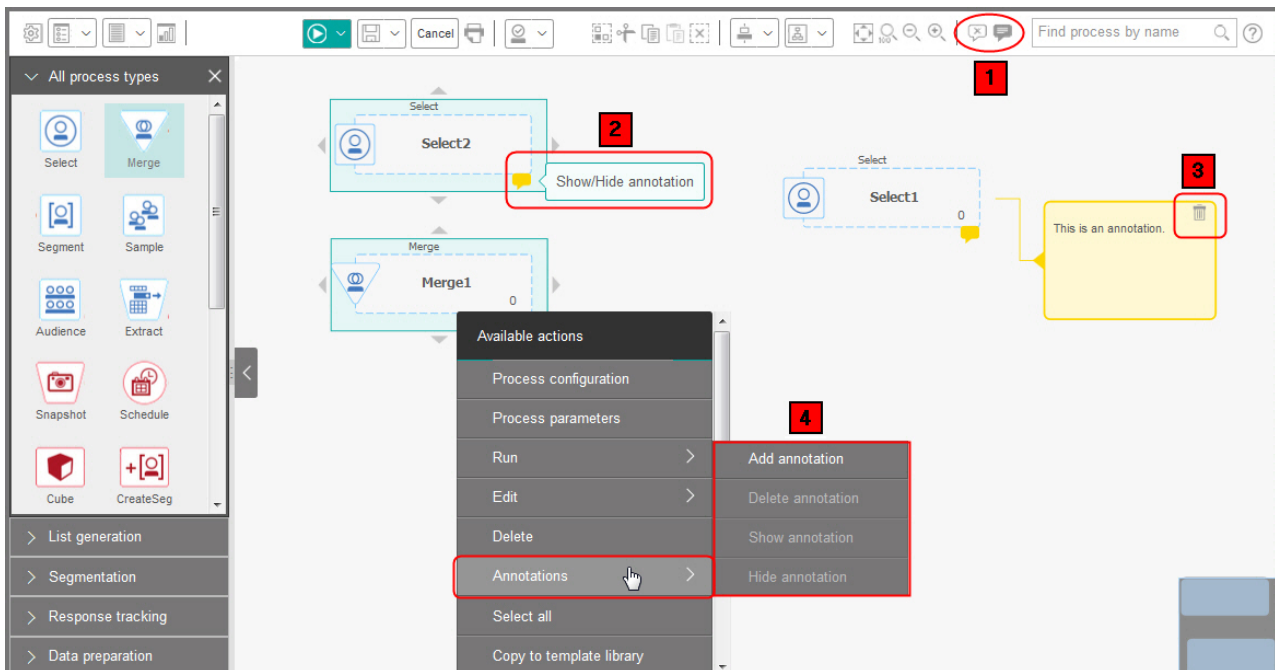 Cancel
100
Find process by name
?
1
All process types
Select
Merge
Segment
Sample
Audience
Extract
Snapshot
Schedule
Cube
CreateSeg
List generation
Segmentation
Response tracking
Data preparation
Select
Select2
2
Show/Hide annotation
Merge
Merge1
0
Select
Select1
0
3
This is an annotation.
Available actions
Process configuration
Process parameters
Run
Edit
Delete
Annotations
Select all
Copy to template library
4
Add annotation
Delete annotation
Show annotation
Hide annotation